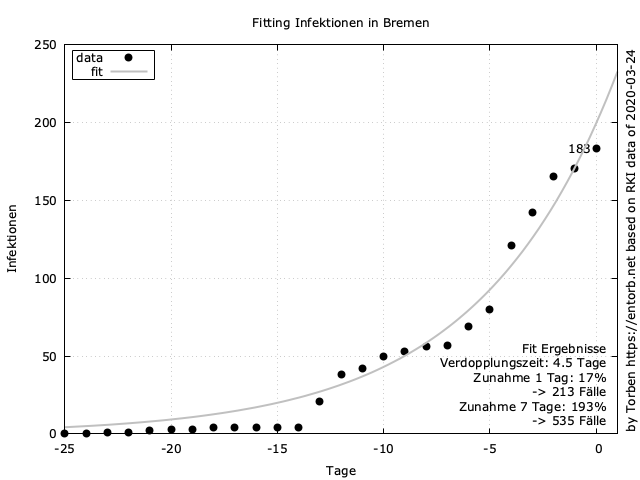 Fitting Infektionen in Bremen
data
fit
250
200
150
100
50
0
Infektionen
-25
-20
-15
-10
-5
0
Tage
183
Fit Ergebnisse
Verdopplungszeit: 4.5 Tage
Zunahme 1 Tag: 17%
-> 213 Fälle
Zunahme 7 Tage: 193%
-> 535 Fälle
by Torben https://entorb.net based on RKI data of 2020-03-24